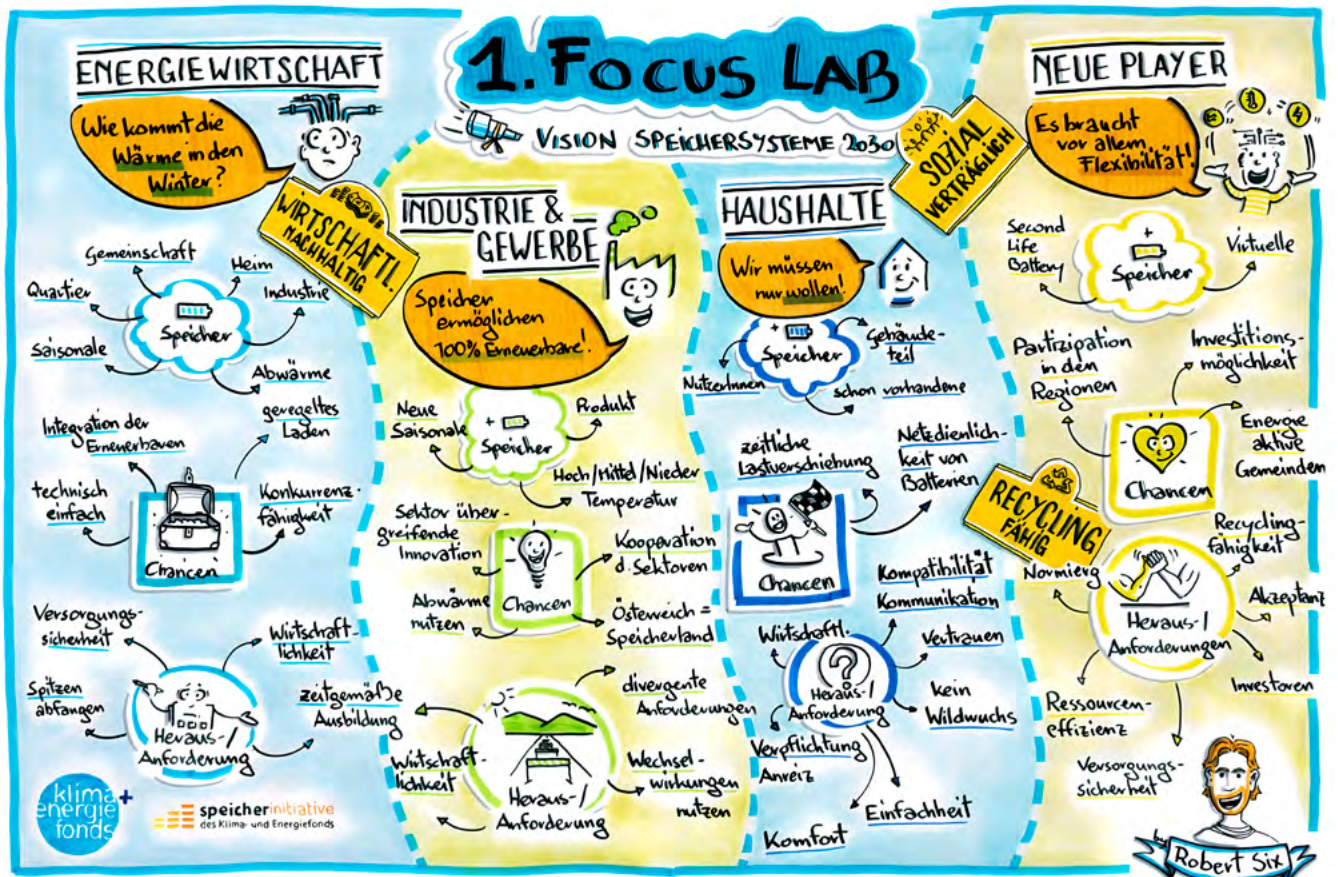 1. FOCUS LAB
VISION SPEICHERSYSTEME 2030
ENERGIEWIRTSCHAFT
Wie kommt die
Wärme in den
Winter?
WIRTSCHAFTL.
NACHHALTIG
Gemeinschaft
Heim
Quartier
Industrie
Speicher
Saisonale
Abwärme
geregeltes
Laden
Integration der
Erneuerbaren
technisch
einfach
Konkurrenz-
fähigkeit
Chancen
Versorgungs-
sicherheit
Wirtschaft-
lichkeit
Spitzen
abfangen
zeitgemäße
Ausbildung
Heraus-/
Anforderung
klima+
energie
fonds
speicherinitiative
des Klima- und Energiefonds
INDUSTRIE &
GEWERBE
Speicher
ermöglichen
100% Erneuerbare!
Neue
Saisonale
Produkt
Speicher
Hoch/Mittel/Nieder
Temperatur
Sektor über-
greifende
Innovation
Kooperation
d. Sektoren
Abwärme
nutzen
Chancen
Österreich =
Speicherland
divergente
Anforderungen
Wirtschaft-
lichkeit
Wechsel-
wirkungen
nutzen
Heraus-/
Anforderung
HAUSHALTE
SOZIAL
VERTRÄGLICH
Wir müssen
nur wollen!
Speicher
Gebäude-
teil
NutzerInnen
schon vorhandene
zeitliche
Lastverschiebung
Netzdienlich-
keit von
Batterien
Chancen
Kompatibilität
Kommunikation
Wirtschaftl.
Vertrauen
Heraus-/
Anforderung
kein
Wildwuchs
Verpflichtung
Anreiz
Einfachheit
Komfort
NEUE PLAYER
Es braucht
vor allem
Flexibilität!
Second
Life
Battery
Virtuelle
Speicher
Partizipation
in den
Regionen
Investitions-
möglichkeit
Energie
aktive
Gemeinden
Chancen
RECYCLING
FÄHIG
Recycling-
fähigkeit
Normierg
Akzeptanz
Heraus-/
Anforderungen
Investoren
Ressourcen-
effizienz
Versorgungs-
sicherheit
by
Robert Six